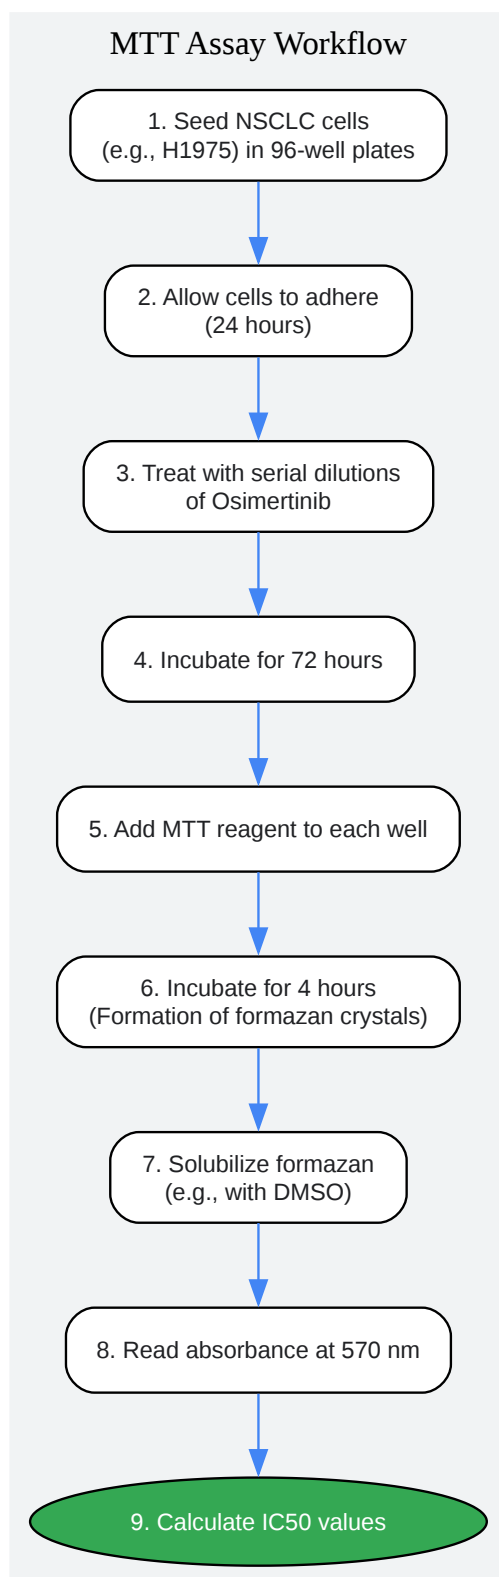 MTT Assay Workflow
1. Seed NSCLC cells
(e.g., H1975) in 96-well plates
2. Allow cells to adhere
(24 hours)
3. Treat with serial dilutions
of Osimertinib
4. Incubate for 72 hours
5. Add MTT reagent to each well
6. Incubate for 4 hours
(Formation of formazan crystals)
7. Solubilize formazan
(e.g., with DMSO)
8. Read absorbance at 570 nm
9. Calculate IC50 values